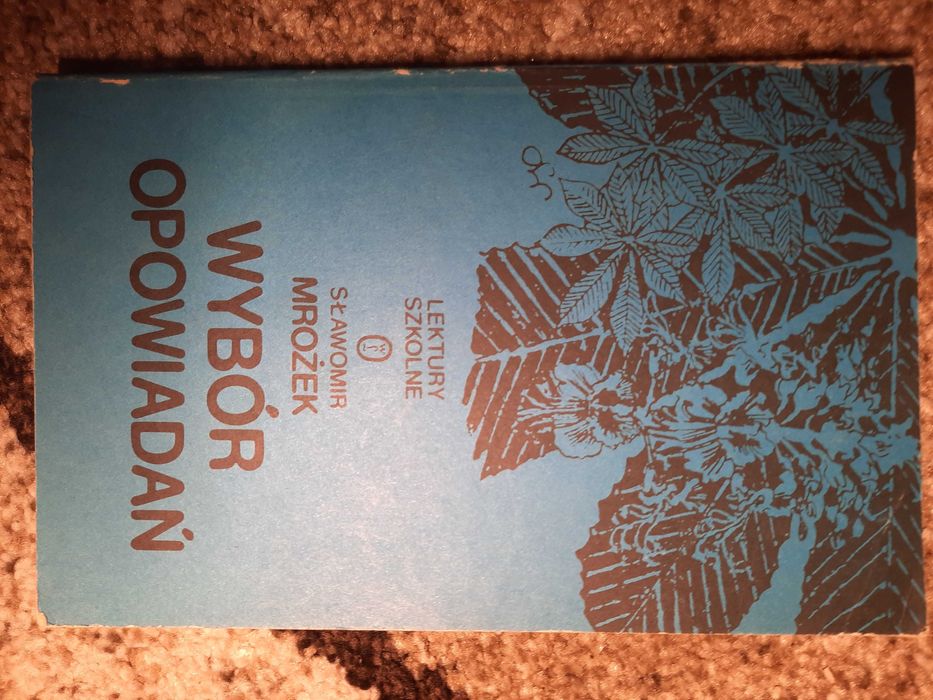 LEKTURY
SZKOLNE
SŁAWOMIR
MROŻEK
WYBÓR
OPOWIADAŃ